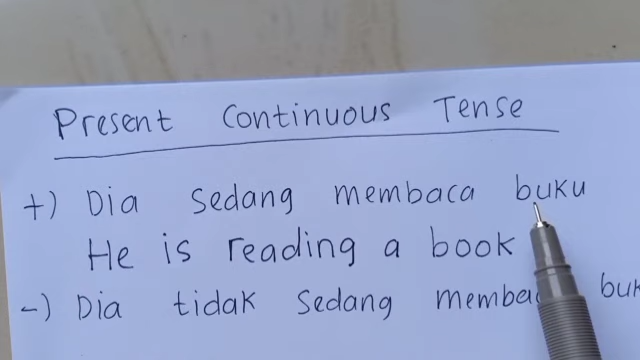 Present Continuous Tense
+) Dia sedang membaca buku
He is reading a book
-) Dia tidak sedang